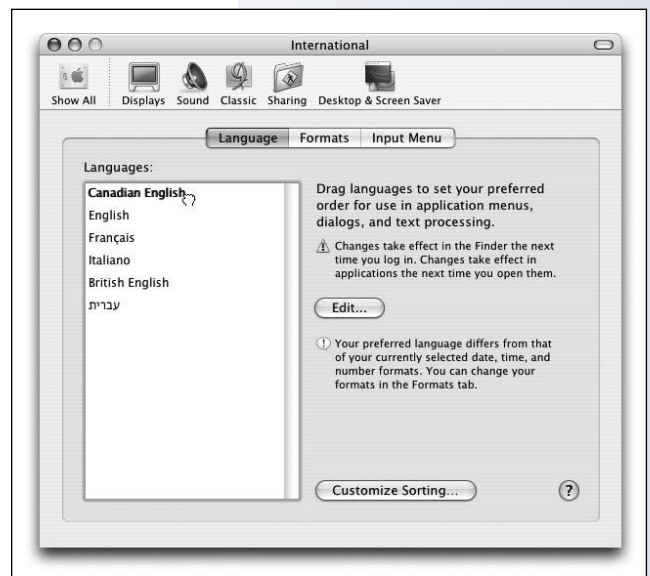 International
Show All Displays Sound Classic Sharing Desktop & Screen Saver
Language Formats Input Menu
Languages:
Canadian English
English
Français
Italiano
British English
עברית
Drag languages to set your preferred
order for use in application menus,
dialogs, and text processing.
Changes take effect in the Finder the next
time you log in. Changes take effect in
applications the next time you open them.
Edit...
Your preferred language differs from that
of your currently selected date, time, and
number formats. You can change your
formats in the Formats tab.
Customize Sorting...
?